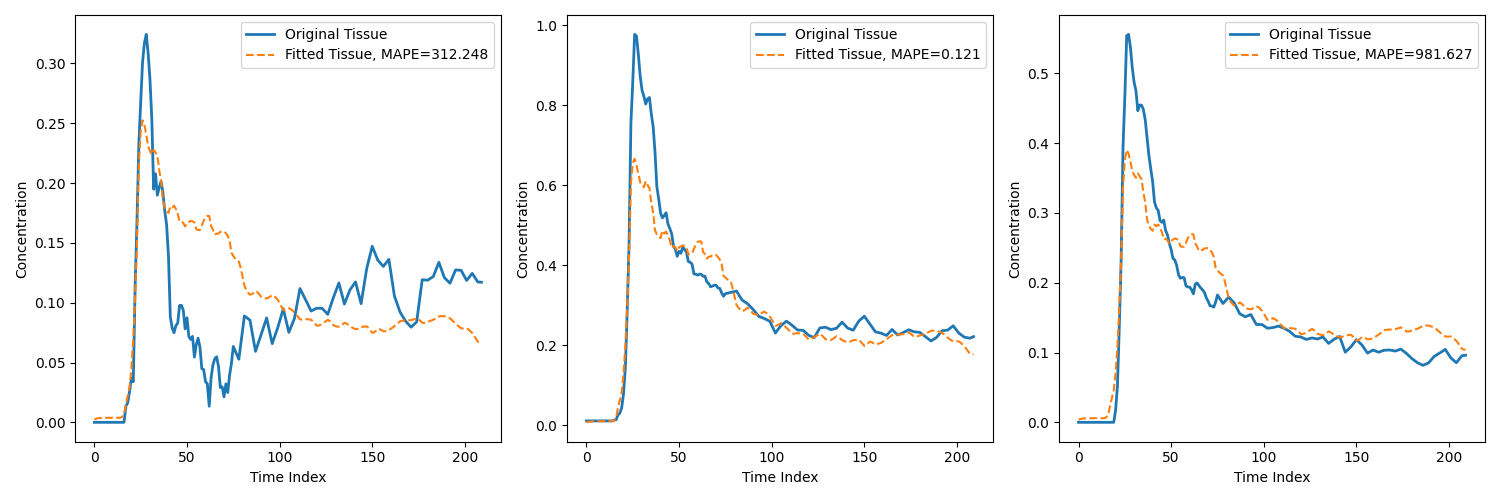 Original Tissue
Fitted Tissue, MAPE=312.248
Concentration
0.30
0.25
0.20
0.15
0.10
0.05
0.00
0 50 100 150 200
Time Index
Original Tissue
Fitted Tissue, MAPE=0.121
Concentration
1.0
0.8
0.6
0.4
0.2
0.0
0 50 100 150 200
Time Index
Original Tissue
Fitted Tissue, MAPE=981.627
Concentration
0.5
0.4
0.3
0.2
0.1
0.0
0 50 100 150 200
Time Index